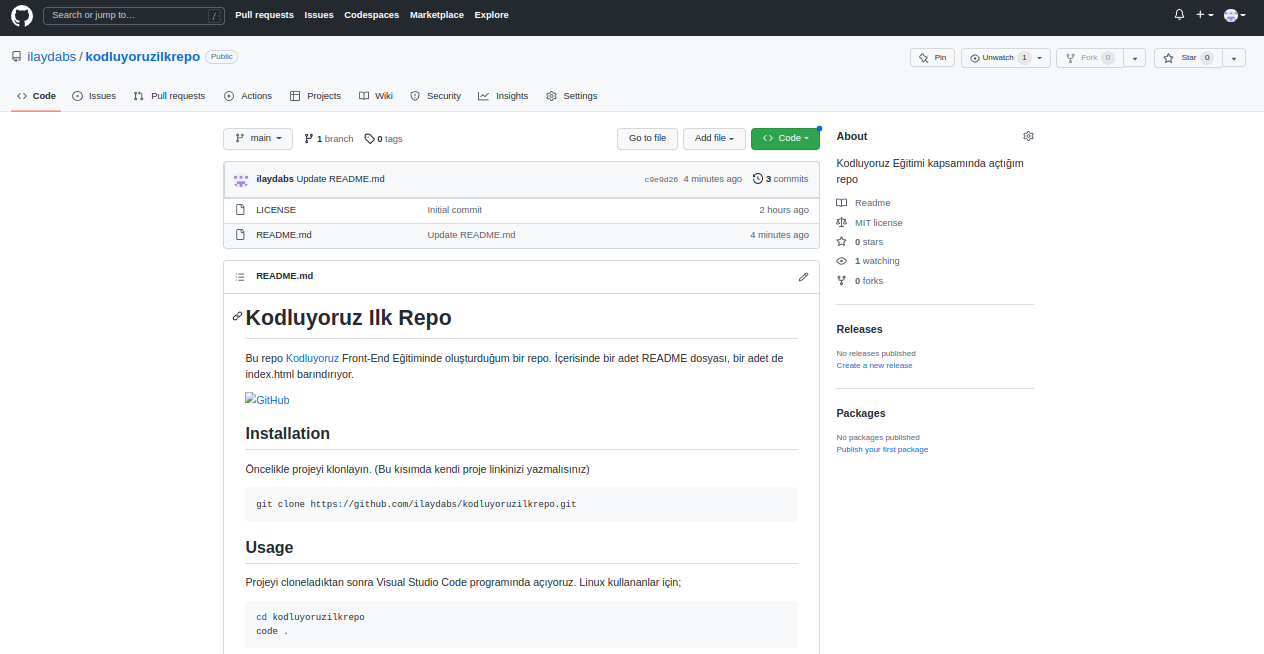 Search or jump to… /
Pull requests Issues Codespaces Marketplace Explore
ilaydabs / kodluyoruzilkrepo Public
Pin Unwatch 1 Fork 0 Star 0
Code Issues Pull requests Actions Projects Wiki Security Insights Settings
main 1 branch 0 tags Go to file Add file Code
ilaydabs Update README.md c9e9d26 4 minutes ago 3 commits
LICENSE Initial commit 2 hours ago
README.md Update README.md 4 minutes ago
README.md
Kodluyoruz Ilk Repo
Bu repo Kodluyoruz Front-End Eğitiminde oluşturduğum bir repo. İçerisinde bir adet README dosyası, bir adet de
index.html barındırıyor.
GitHub
Installation
Öncelikle projeyi klonlayın. (Bu kısımda kendi proje linkinizi yazmalısınız)
git clone https://github.com/ilaydabs/kodluyoruzilkrepo.git
Usage
Projeyi cloneladıktan sonra Visual Studio Code programında açıyoruz. Linux kullananlar için;
cd kodluyoruzilkrepo
code .
About
Kodluyoruz Eğitimi kapsamında açtığım
repo
Readme
MIT license
0 stars
1 watching
0 forks
Releases
No releases published
Create a new release
Packages
No packages published
Publish your first package